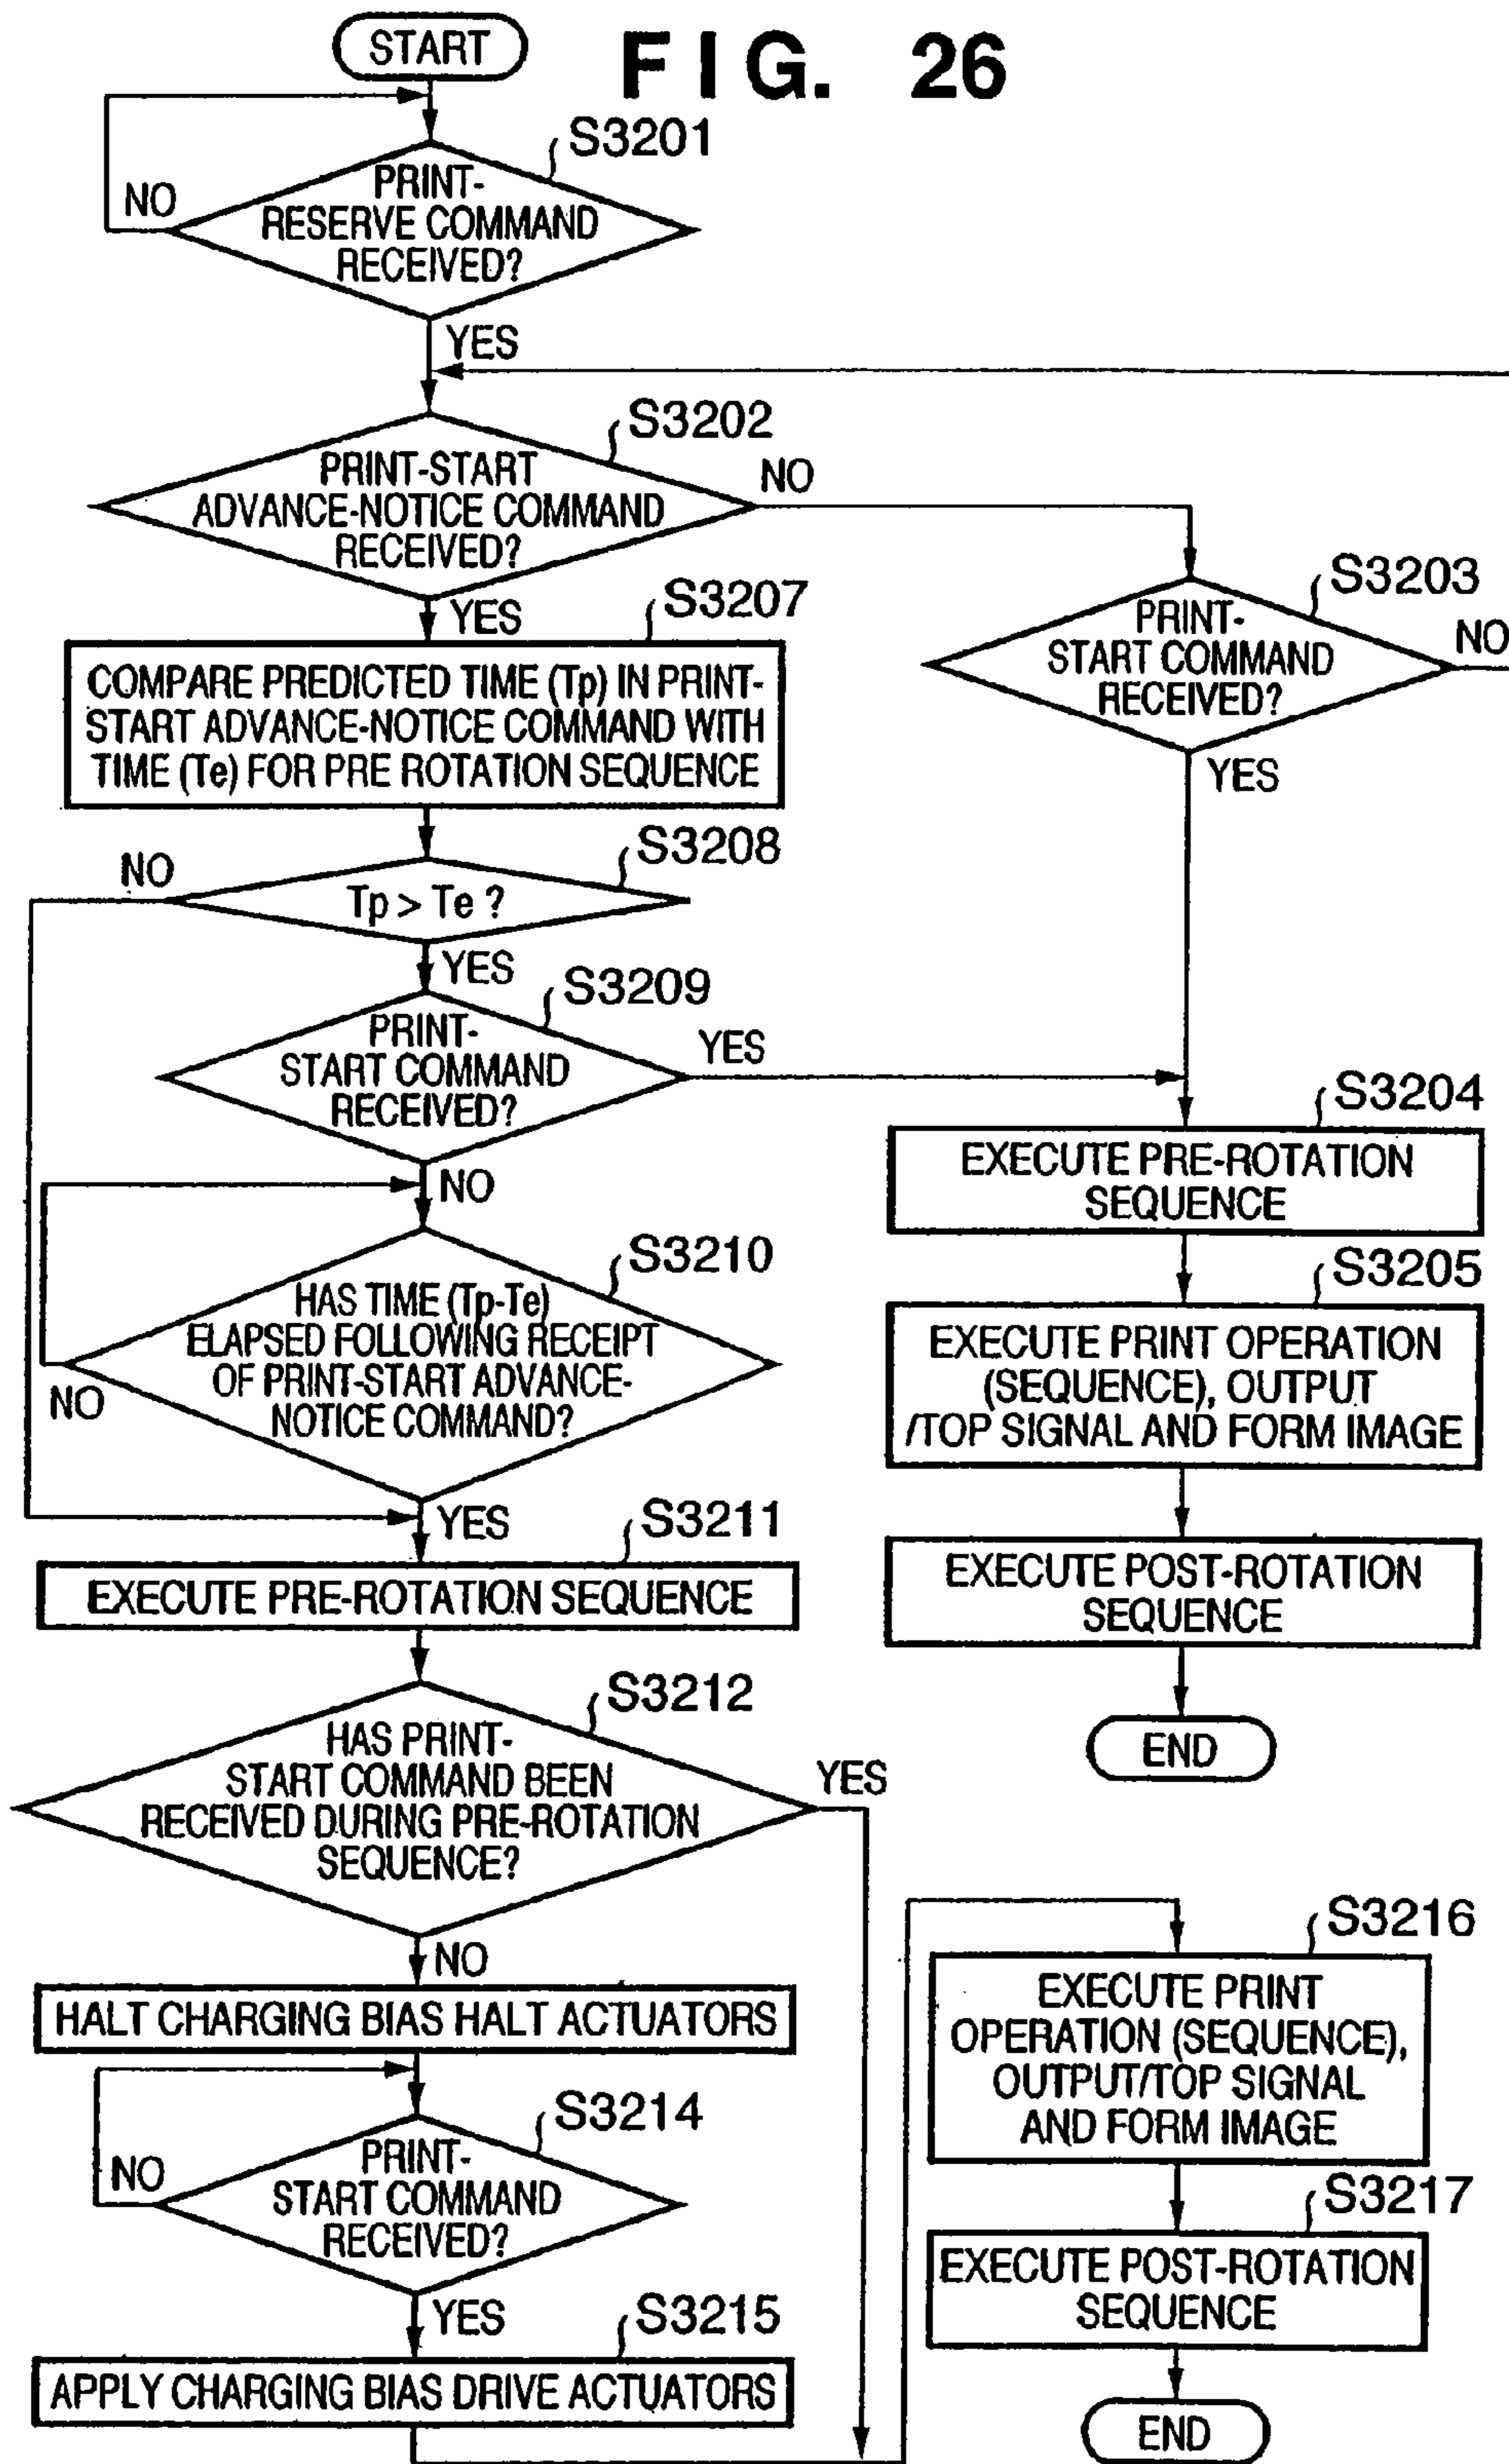 START
FIG. 26
S3201
PRINT-
RESERVE COMMAND
RECEIVED?
NO
YES
S3202
PRINT-START
ADVANCE-NOTICE COMMAND
RECEIVED?
NO
YES
S3203
PRINT-
START COMMAND
RECEIVED?
NO
YES
S3207
COMPARE PREDICTED TIME (Tp) IN PRINT-
START ADVANCE-NOTICE COMMAND WITH
TIME (Te) FOR PRE ROTATION SEQUENCE
S3208
NO
Tp > Te ?
YES
S3209
PRINT-
START COMMAND
RECEIVED?
YES
NO
S3204
EXECUTE PRE-ROTATION
SEQUENCE
S3210
HAS TIME (Tp-Te)
ELAPSED FOLLOWING RECEIPT
OF PRINT-START ADVANCE-
NOTICE COMMAND?
NO
YES
S3205
EXECUTE PRINT OPERATION
(SEQUENCE), OUTPUT
/TOP SIGNAL AND FORM IMAGE
S3211
EXECUTE PRE-ROTATION SEQUENCE
EXECUTE POST-ROTATION
SEQUENCE
END
S3212
HAS PRINT-
START COMMAND BEEN
RECEIVED DURING PRE-ROTATION
SEQUENCE?
YES
NO
HALT CHARGING BIAS HALT ACTUATORS
S3214
PRINT-
START COMMAND
RECEIVED?
NO
YES
S3215
APPLY CHARGING BIAS DRIVE ACTUATORS
S3216
EXECUTE PRINT
OPERATION (SEQUENCE),
OUTPUT/TOP SIGNAL
AND FORM IMAGE
S3217
EXECUTE POST-ROTATION
SEQUENCE
END